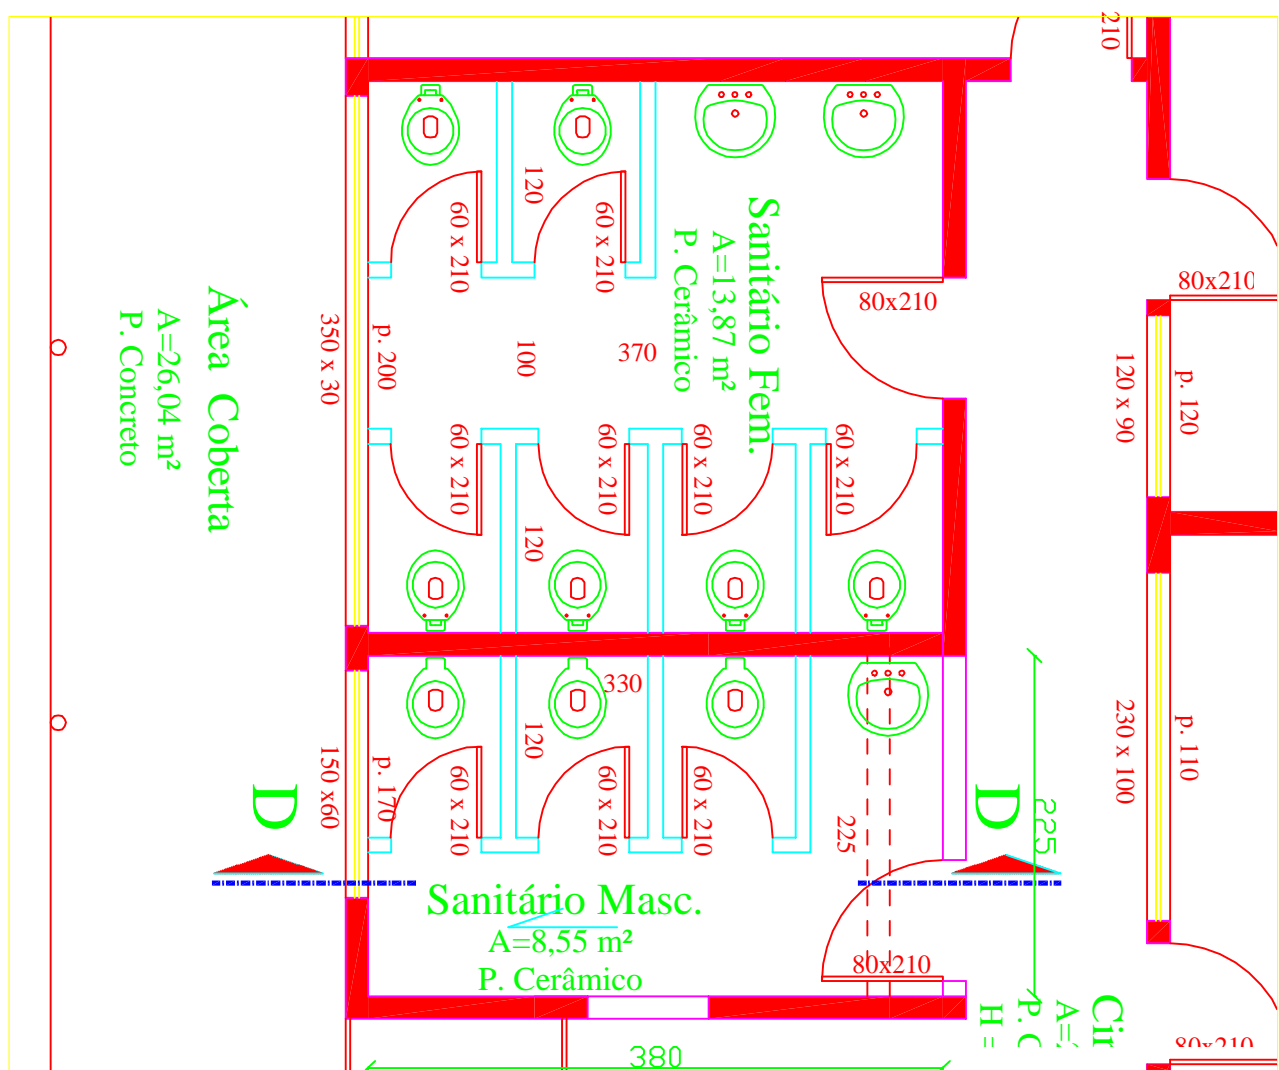 210
120
60 x 210
60 x 210
Sanitário Fem.
A=13,87 m²
P. Cerâmico
80x210
80x210
Área Coberta
A=26,04 m²
P. Concreto
350 x 30
p. 200
100
370
120 x 90
p. 120
60 x 210
60 x 210
60 x 210
60 x 210
120
330
120
150 x60
p. 170
60 x 210
60 x 210
60 x 210
225
225
230 x 100
p. 110
D
D
Sanitário Masc.
A=8,55 m²
P. Cerâmico
80x210
Cir
A=
P. C
H =
80x210
380